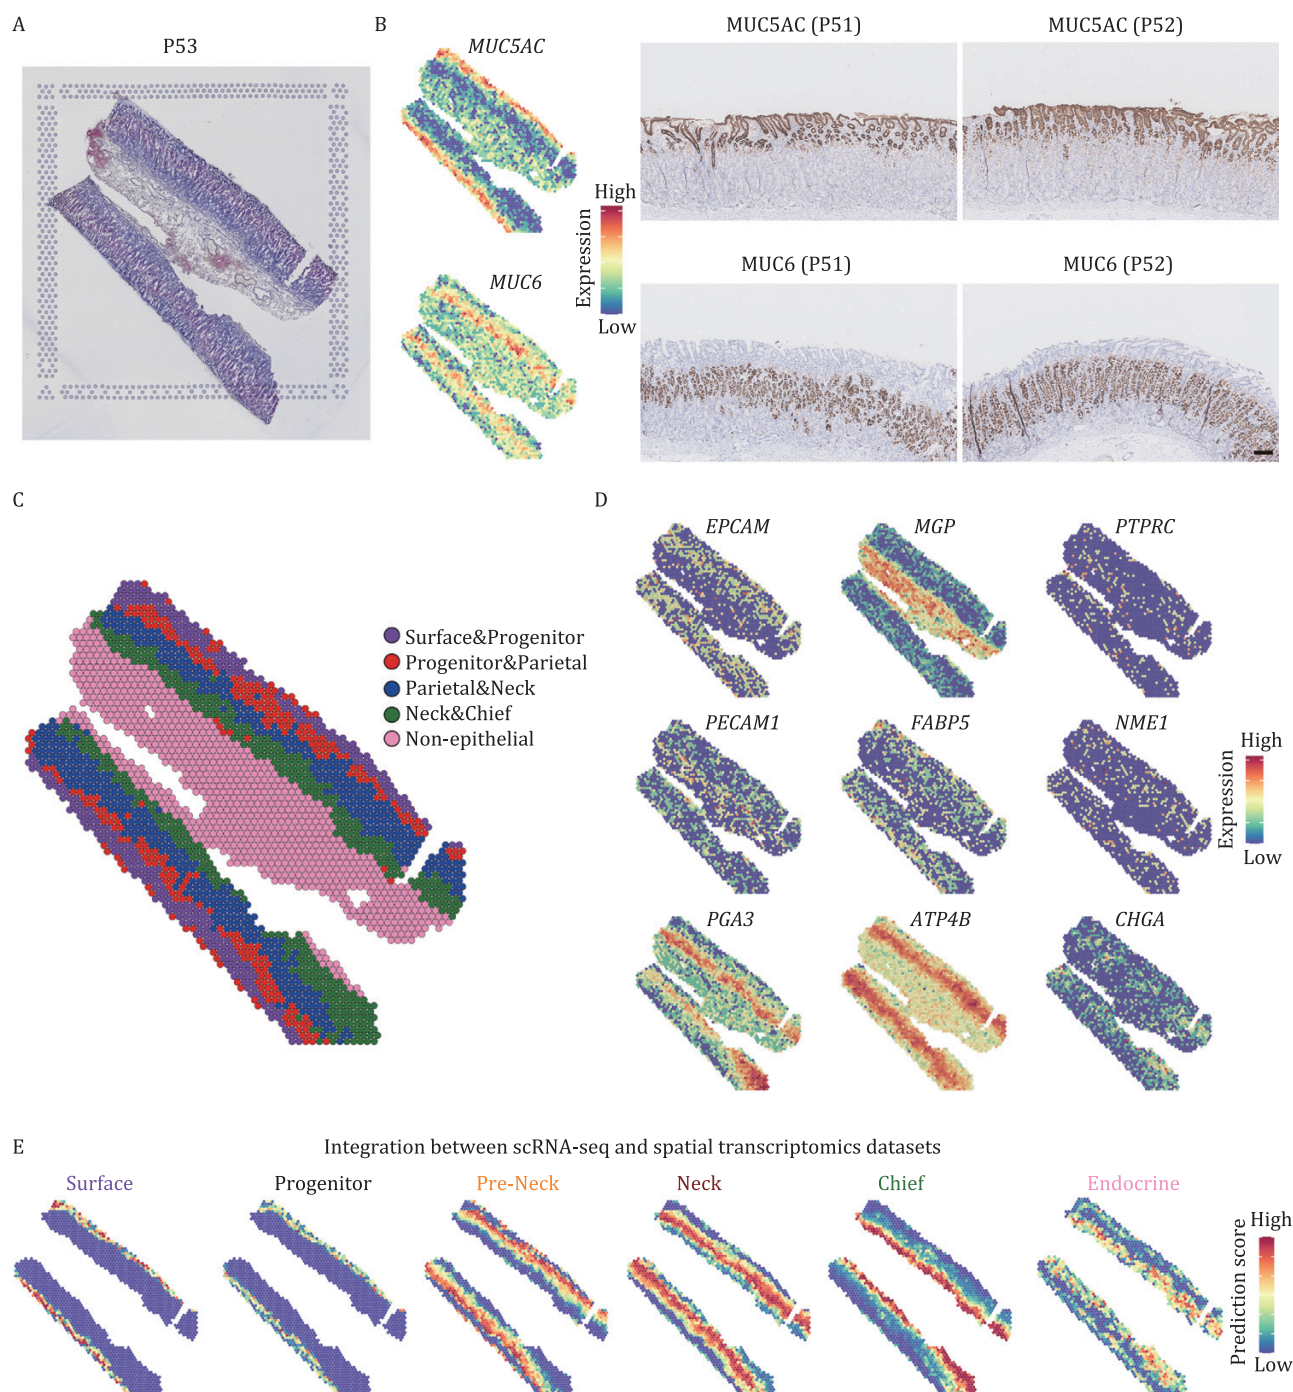 A
P53
B
MUC5AC
MUC6
High
Expression
Low
MUC5AC (P51)
MUC5AC (P52)
MUC6 (P51)
MUC6 (P52)
C
Surface&Progenitor
Progenitor&Parietal
Parietal&Neck
Neck&Chief
Non-epithelial
D
EPCAM
MGP
PTPRC
PECAM1
FABP5
NME1
High
Expression
Low
PGA3
ATP4B
CHGA
E
Integration between scRNA-seq and spatial transcriptomics datasets
Surface
Progenitor
Pre-Neck
Neck
Chief
Endocrine
High
Prediction score
Low